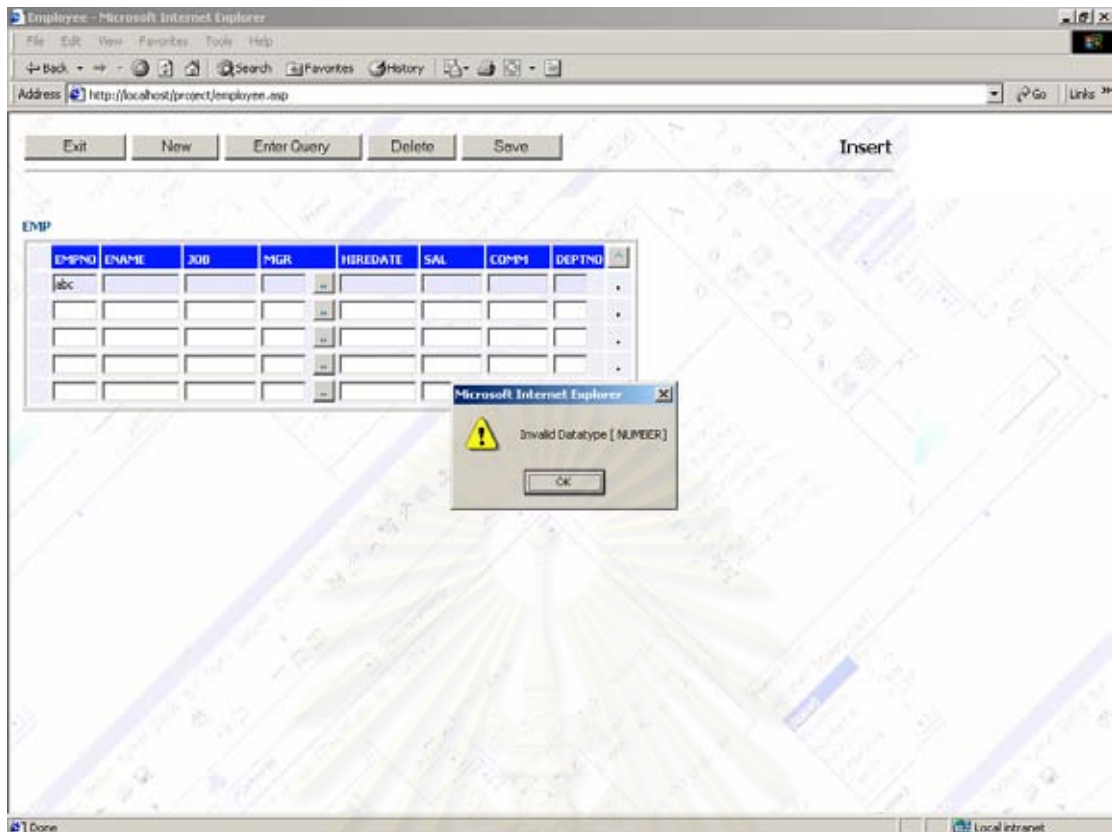 Employee - Microsoft Internet Explorer
File Edit View Favorites Tools Help
Back Search Favorites History
Address http://localhost/project/employee.asp Go Links »
Exit New Enter Query Delete Save Insert
EMP
EMPNO ENAME JOB MGR HIREDATE SAL COMM DEPTNO
abc .. .
.. .
.. .
.. .
..
Microsoft Internet Explorer
Invalid Datatype [ NUMBER]
OK
Done Local intranet